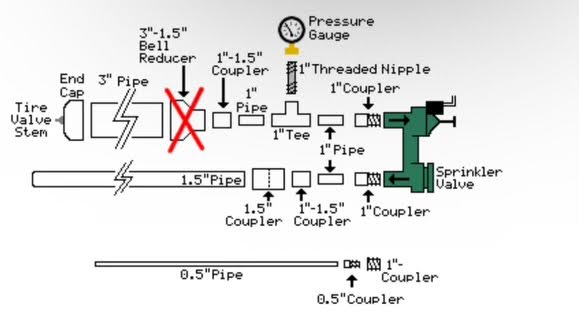 Pressure
Gauge
3"-1.5"
Bell
Reducer
1"-1.5"
Coupler
1"Threaded Nipple
End
Cap
3" Pipe
1"
Pipe
1"Coupler
Tire
Valve
Stem
1"Tee
1"Pipe
1.5"Pipe
Sprinkler
Valve
1.5"
Coupler
1"-1.5"
Coupler
1"Coupler
0.5"Pipe
1"-
Coupler
0.5"Coupler